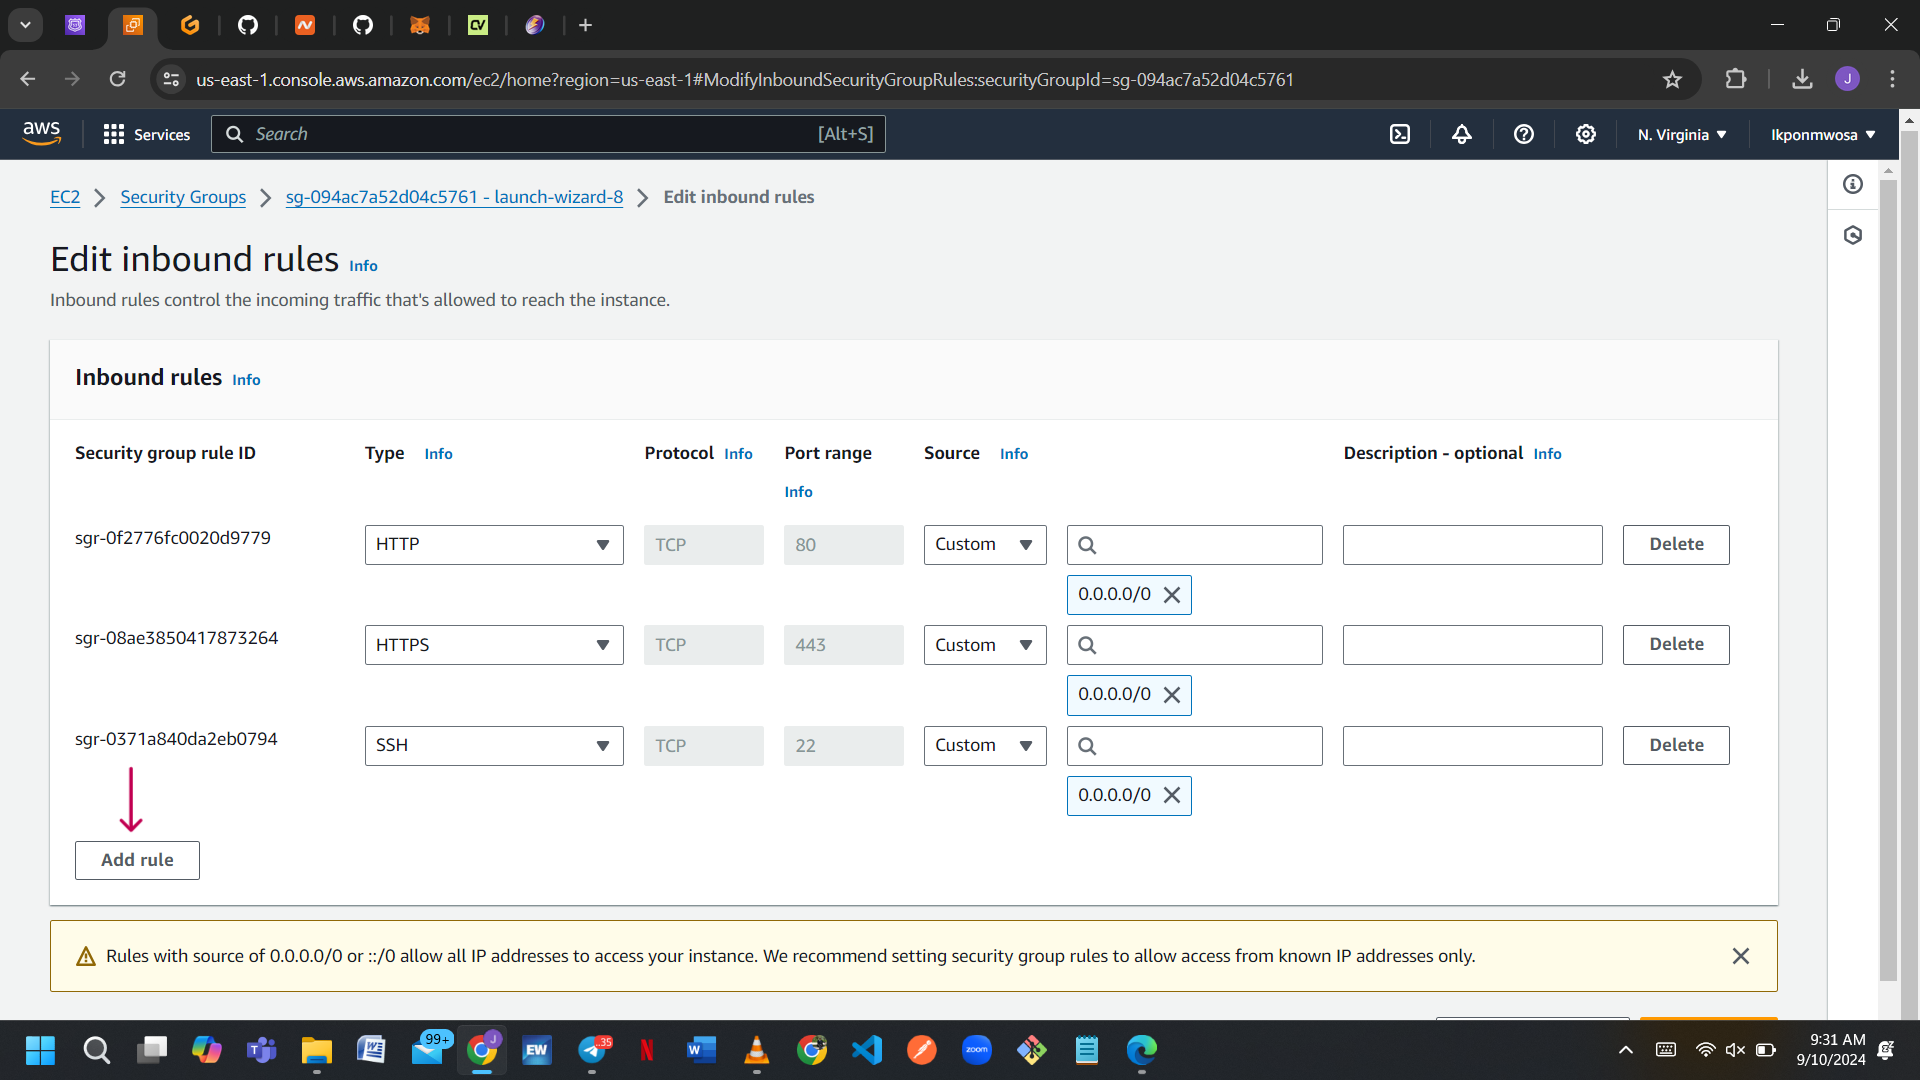 us-east-1.console.aws.amazon.com/ec2/home?region=us-east-1#ModifyInboundSecurityGroupRules:securityGroupId=sg-094ac7a52d04c5761
J
aws
Services
Search
[Alt+S]
N. Virginia
Ikponmwosa
EC2
Security Groups
sg-094ac7a52d04c5761 - launch-wizard-8
Edit inbound rules
Edit inbound rules Info
Inbound rules control the incoming traffic that's allowed to reach the instance.
Inbound rules Info
Security group rule ID
Type Info
Protocol Info
Port range
Info
Source Info
Description - optional Info
sgr-0f2776fc0020d9779
HTTP
TCP
80
Custom
Delete
0.0.0.0/0
sgr-08ae3850417873264
HTTPS
TCP
443
Custom
Delete
0.0.0.0/0
sgr-0371a840da2eb0794
SSH
TCP
22
Custom
Delete
0.0.0.0/0
Add rule
Rules with source of 0.0.0.0/0 or ::/0 allow all IP addresses to access your instance. We recommend setting security group rules to allow access from known IP addresses only.
99+
J
EW
35
N
W
zoom
9:31 AM
9/10/2024